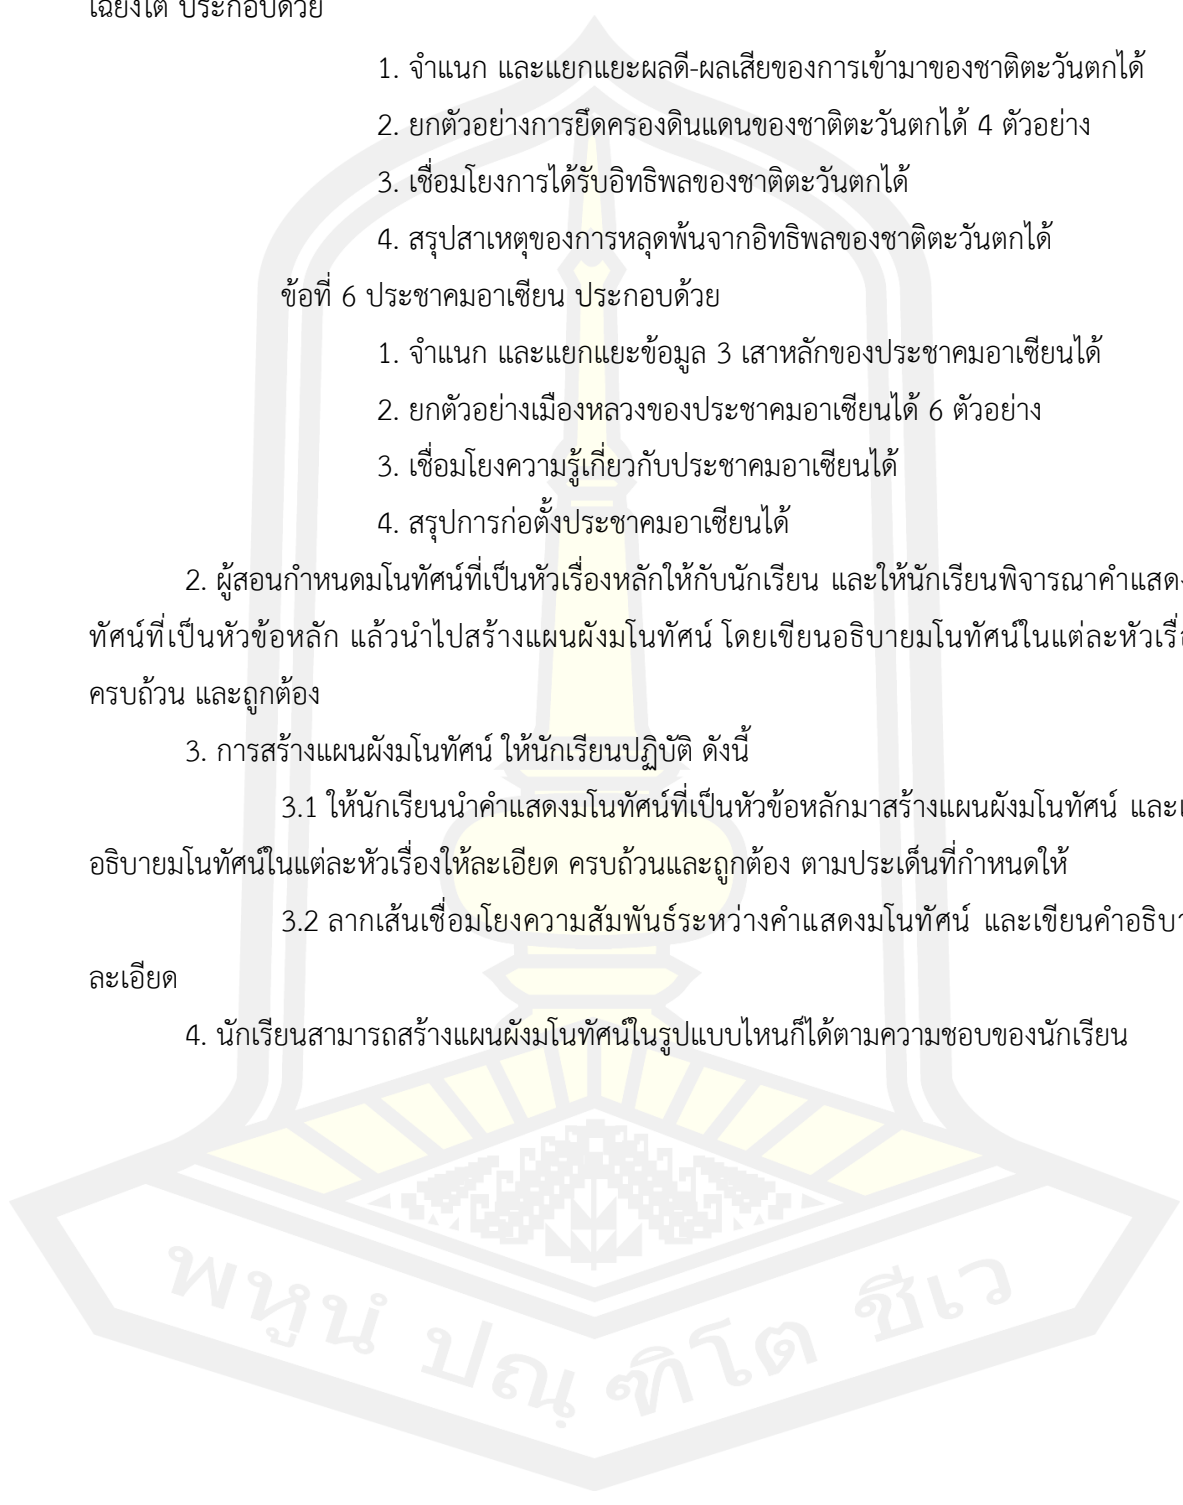 เฉียงใต้ ประกอบด้วย
1. จำแนก และแยกแยะผลดี-ผลเสียของการเข้ามาของชาติตะวันตกได้
2. ยกตัวอย่างการยึดครองดินแดนของชาติตะวันตกได้ 4 ตัวอย่าง
3. เชื่อมโยงการได้รับอิทธิพลของชาติตะวันตกได้
4. สรุปสาเหตุของการหลุดพ้นจากอิทธิพลของชาติตะวันตกได้
ข้อที่ 6 ประชาคมอาเซียน ประกอบด้วย
1. จำแนก และแยกแยะข้อมูล 3 เสาหลักของประชาคมอาเซียนได้
2. ยกตัวอย่างเมืองหลวงของประชาคมอาเซียนได้ 6 ตัวอย่าง
3. เชื่อมโยงความรู้เกี่ยวกับประชาคมอาเซียนได้
4. สรุปการก่อตั้งประชาคมอาเซียนได้
2. ผู้สอนกำหนดมโนทัศน์ที่เป็นหัวเรื่องหลักให้กับนักเรียน และให้นักเรียนพิจารณาคำแสดง
ทัศน์ที่เป็นหัวข้อหลัก แล้วนำไปสร้างแผนผังมโนทัศน์ โดยเขียนอธิบายมโนทัศน์ในแต่ละหัวเรื่อ
ครบถ้วน และถูกต้อง
3. การสร้างแผนผังมโนทัศน์ ให้นักเรียนปฏิบัติ ดังนี้
3.1 ให้นักเรียนนำคำแสดงมโนทัศน์ที่เป็นหัวข้อหลักมาสร้างแผนผังมโนทัศน์ และ
อธิบายมโนทัศน์ในแต่ละหัวเรื่องให้ละเอียด ครบถ้วนและถูกต้อง ตามประเด็นที่กำหนดให้
3.2 ลากเส้นเชื่อมโยงความสัมพันธ์ระหว่างคำแสดงมโนทัศน์ และเขียนคำอธิบา
ละเอียด
4. นักเรียนสามารถสร้างแผนผังมโนทัศน์ในรูปแบบไหนก็ได้ตามความชอบของนักเรียน
พหูนํ ปณฺฑิโต ชีเว